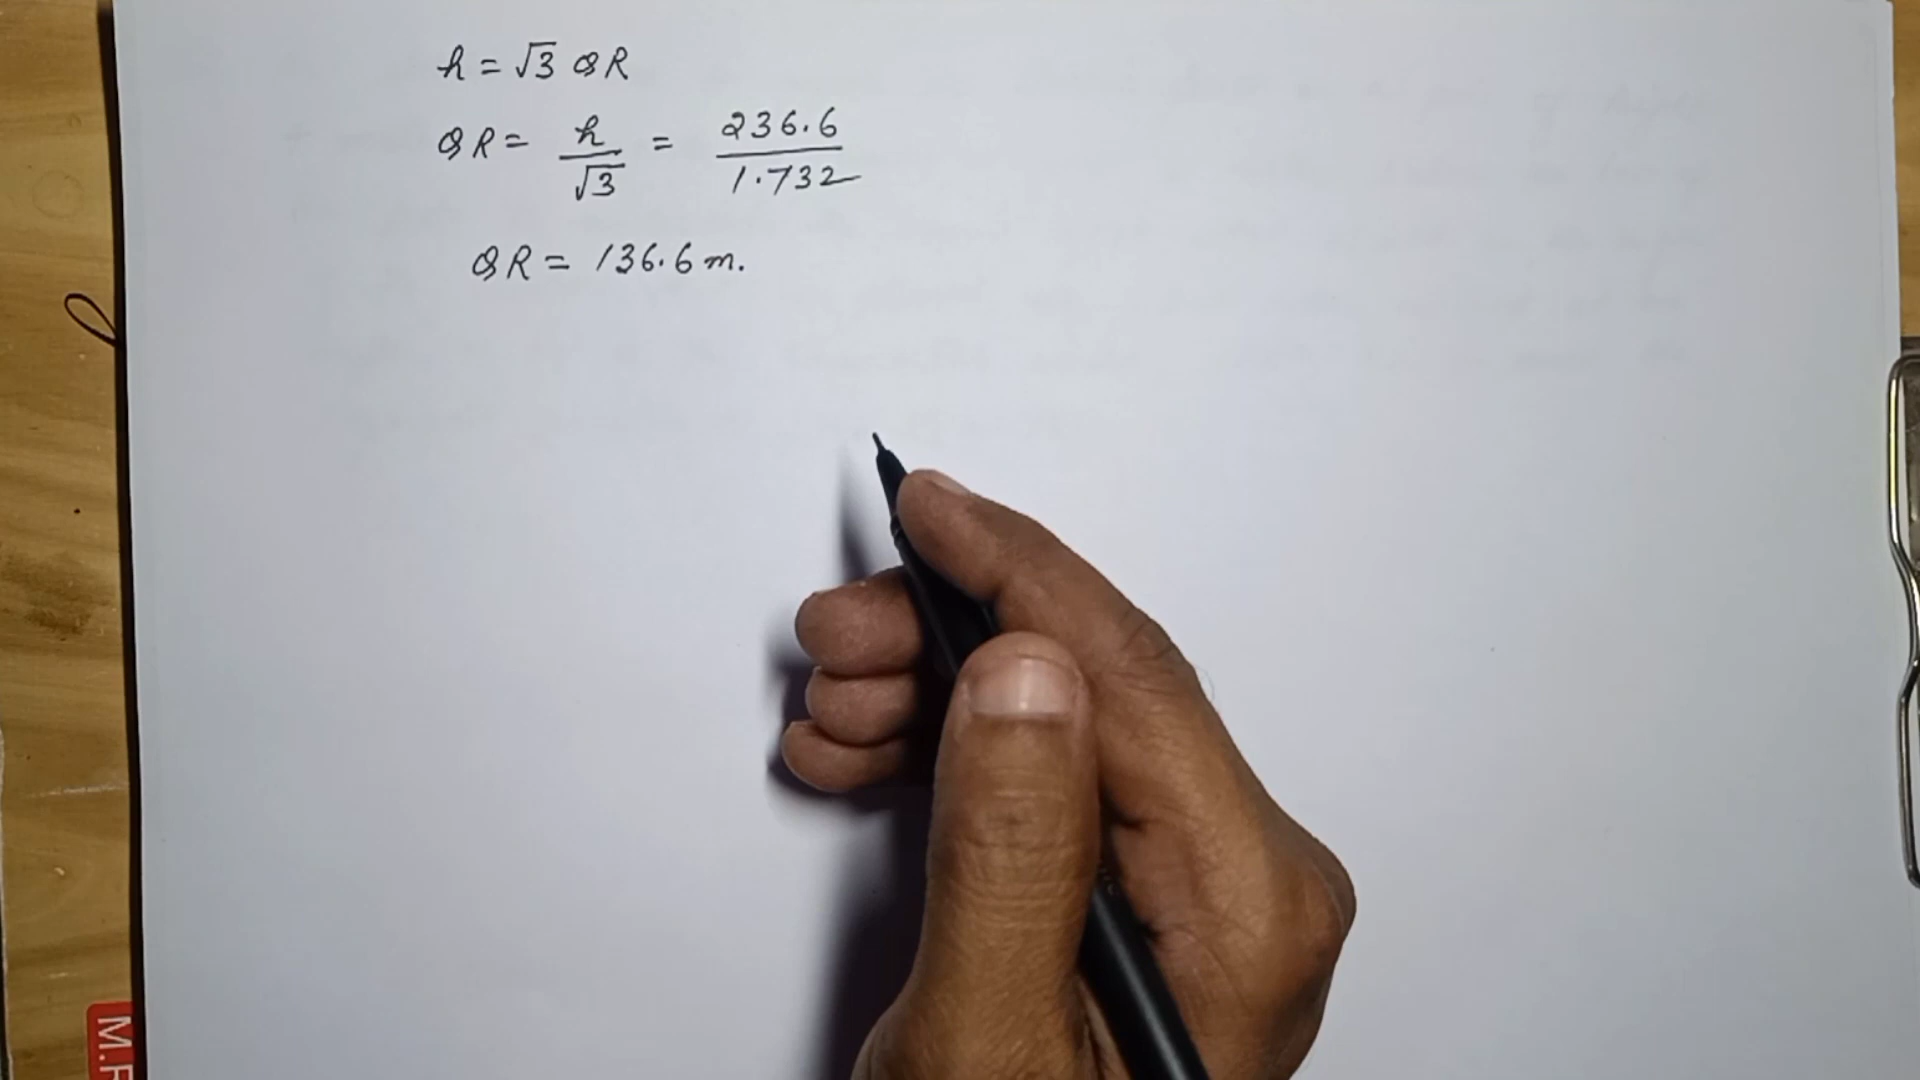 h = √3 QR
QR = h/√3 = 236.6/1.732
QR = 136.6 m.